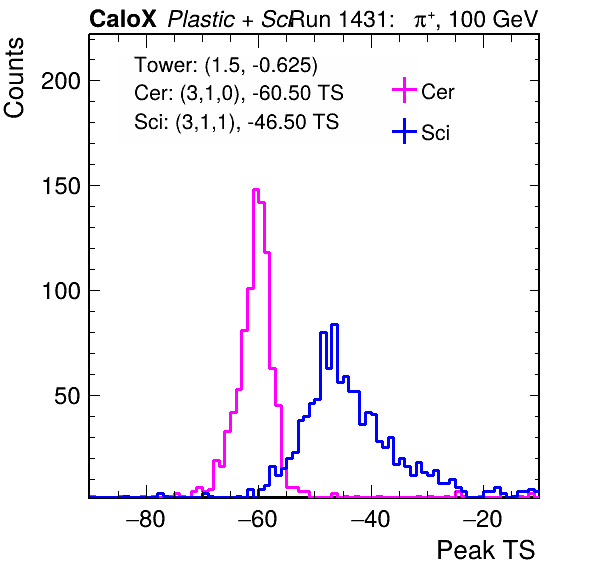 CaloX Plastic + Sci Run 1431: π⁺, 100 GeV
Counts
Tower: (1.5, -0.625)
Cer: (3,1,0), -60.50 TS
Sci: (3,1,1), -46.50 TS
Cer
Sci
200
150
100
50
−80 −60 −40 −20
Peak TS